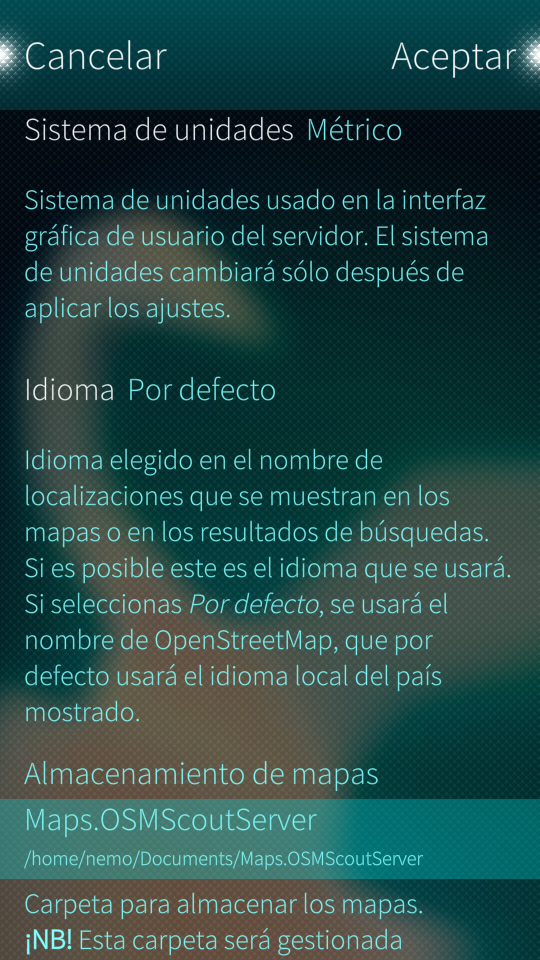 Cancelar Aceptar
Sistema de unidades Métrico
Sistema de unidades usado en la interfaz
gráfica de usuario del servidor. El sistema
de unidades cambiará sólo después de
aplicar los ajustes.
Idioma Por defecto
Idioma elegido en el nombre de
localizaciones que se muestran en los
mapas o en los resultados de búsquedas.
Si es posible este es el idioma que se usará.
Si seleccionas Por defecto, se usará el
nombre de OpenStreetMap, que por
defecto usará el idioma local del país
mostrado.
Almacenamiento de mapas
Maps.OSMScoutServer
/home/nemo/Documents/Maps.OSMScoutServer
Carpeta para almacenar los mapas.
¡NB! Esta carpeta será gestionada